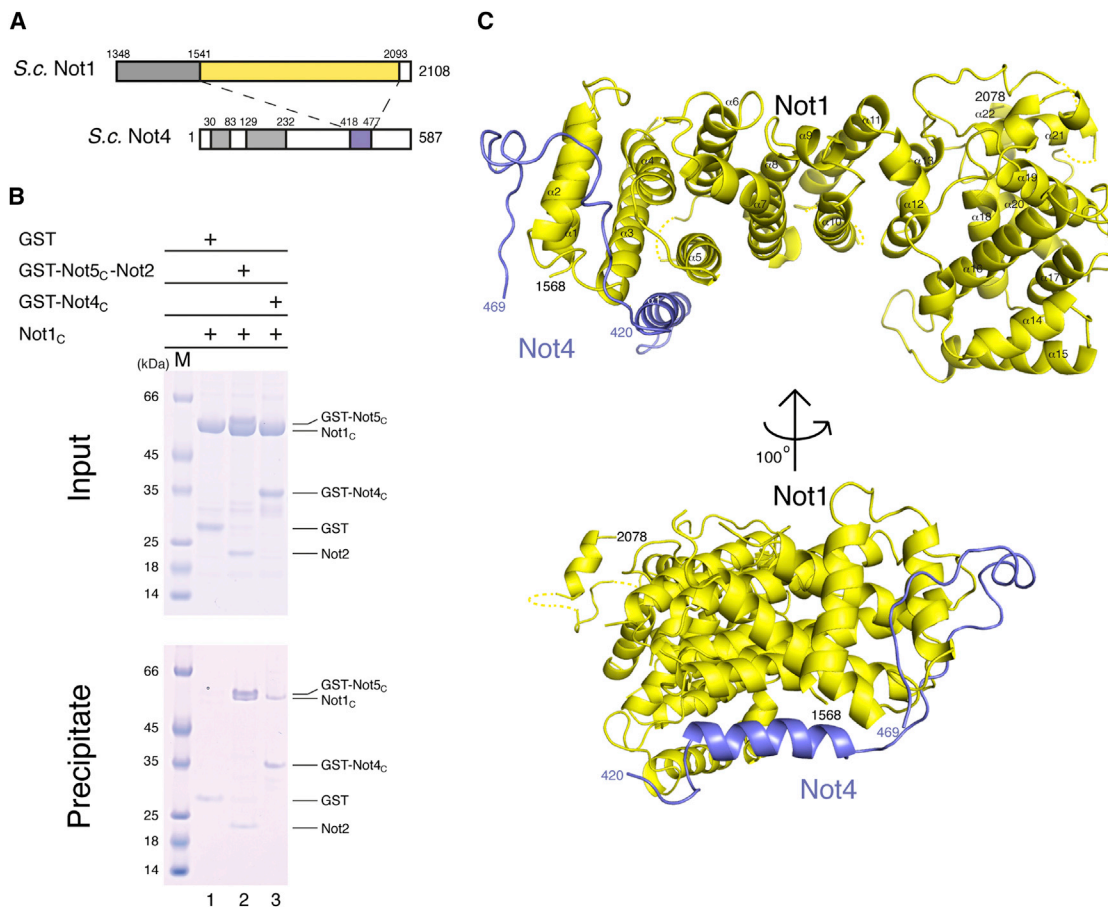 A
1348 1541 2093
S.c. Not1 2108
30 83 129 232 418 477
S.c. Not4 1 587
B
GST +
GST-Not5C-Not2 +
GST-Not4C +
Not1C + + +
(kDa) M
66
45
35
25
18
14
Input
GST-Not5C
Not1C
GST-Not4C
GST
Not2
66
45
35
25
18
14
Precipitate
GST-Not5C
Not1C
GST-Not4C
GST
Not2
1 2 3
C
Not1
α6
α9
α11
2078
α22
α21
α4
α8
α13
α19
α2
α7
α12
α20
α18
α1
α3
α10
α5
α16
α17
1568
469
420
α1
α14
α15
Not4
100°
Not1
2078
1568
469
420
Not4